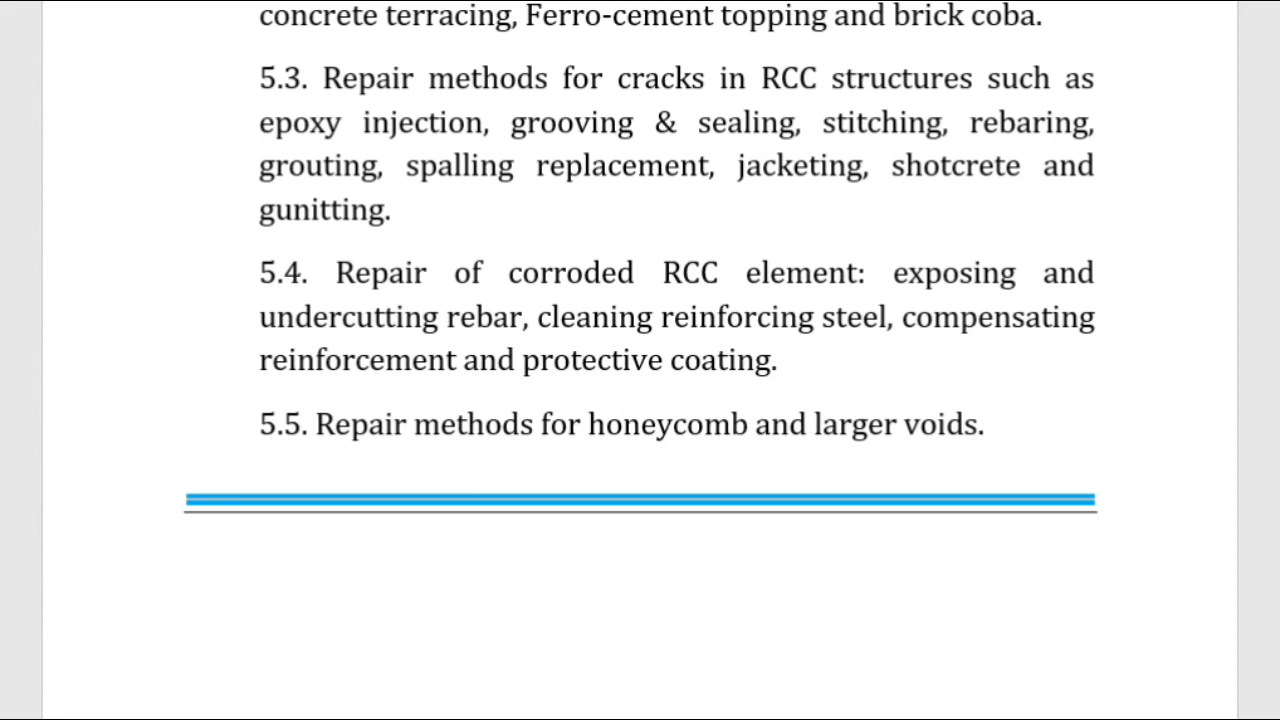 concrete terracing, Ferro-cement topping and brick coba.
5.3. Repair methods for cracks in RCC structures such as
epoxy injection, grooving & sealing, stitching, rebaring,
grouting, spalling replacement, jacketing, shotcrete and
gunitting.
5.4. Repair of corroded RCC element: exposing and
undercutting rebar, cleaning reinforcing steel, compensating
reinforcement and protective coating.
5.5. Repair methods for honeycomb and larger voids.